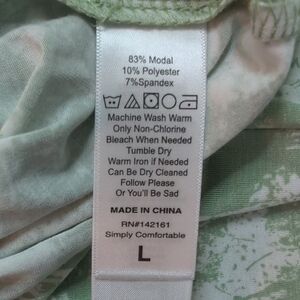 83% Modal
10% Polyester
7%Spandex
Machine Wash Warm
Only Non-Chlorine
Bleach When Needed
Tumble Dry
Warm Iron if Needed
Can Be Dry Cleaned
Follow Please
Or You'll Be Sad
MADE IN CHINA
RN#142161
Simply Comfortable
L